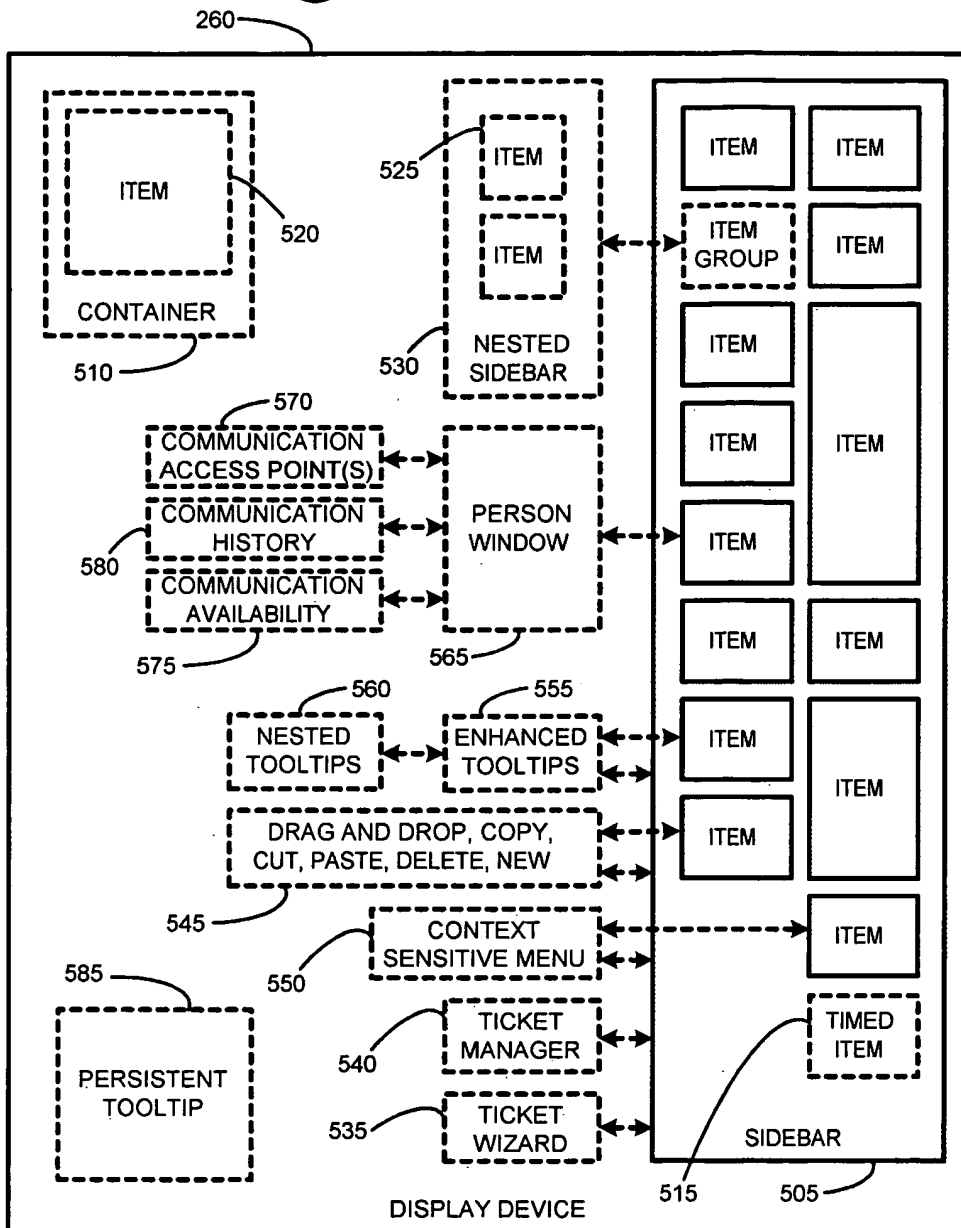 260
ITEM
520
CONTAINER
510
525
ITEM
ITEM
530
NESTED
SIDEBAR
ITEM
ITEM
ITEM
GROUP
ITEM
ITEM
ITEM
ITEM
570
COMMUNICATION
ACCESS POINT(S)
COMMUNICATION
HISTORY
580
COMMUNICATION
AVAILABILITY
575
PERSON
WINDOW
565
ITEM
ITEM
ITEM
560
555
NESTED
TOOLTIPS
ENHANCED
TOOLTIPS
ITEM
ITEM
DRAG AND DROP, COPY,
CUT, PASTE, DELETE, NEW
545
ITEM
CONTEXT
SENSITIVE MENU
550
ITEM
585
PERSISTENT
TOOLTIP
TICKET
MANAGER
540
515
TIMED
ITEM
TICKET
WIZARD
535
SIDEBAR
505
DISPLAY DEVICE